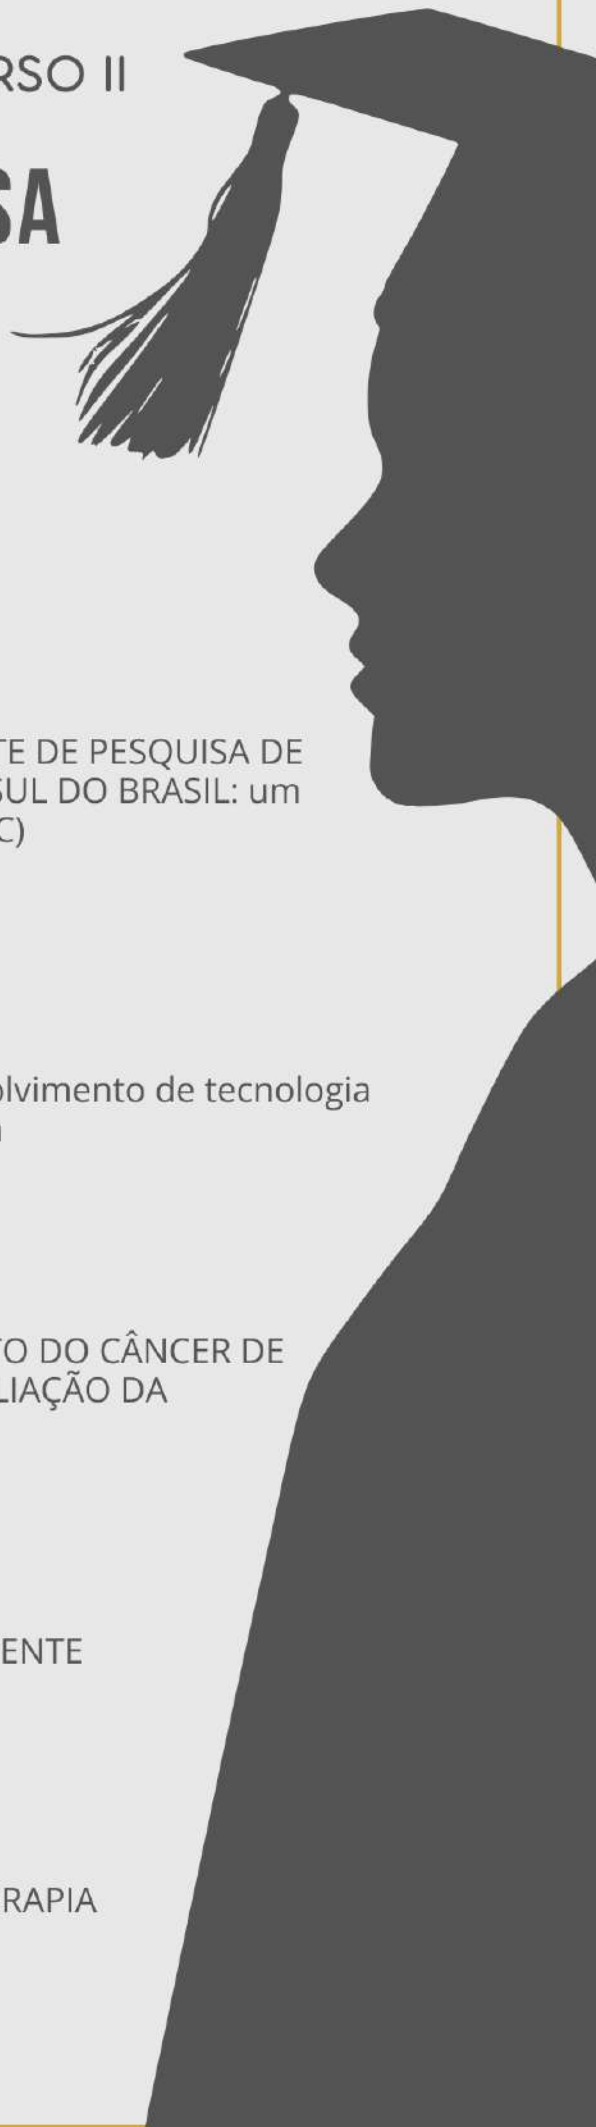 RSO II
SA
TE DE PESQUISA DE
SUL DO BRASIL: um
C)
olvimento de tecnologia
TO DO CÂNCER DE
LIAÇÃO DA
ENTE
RAPIA